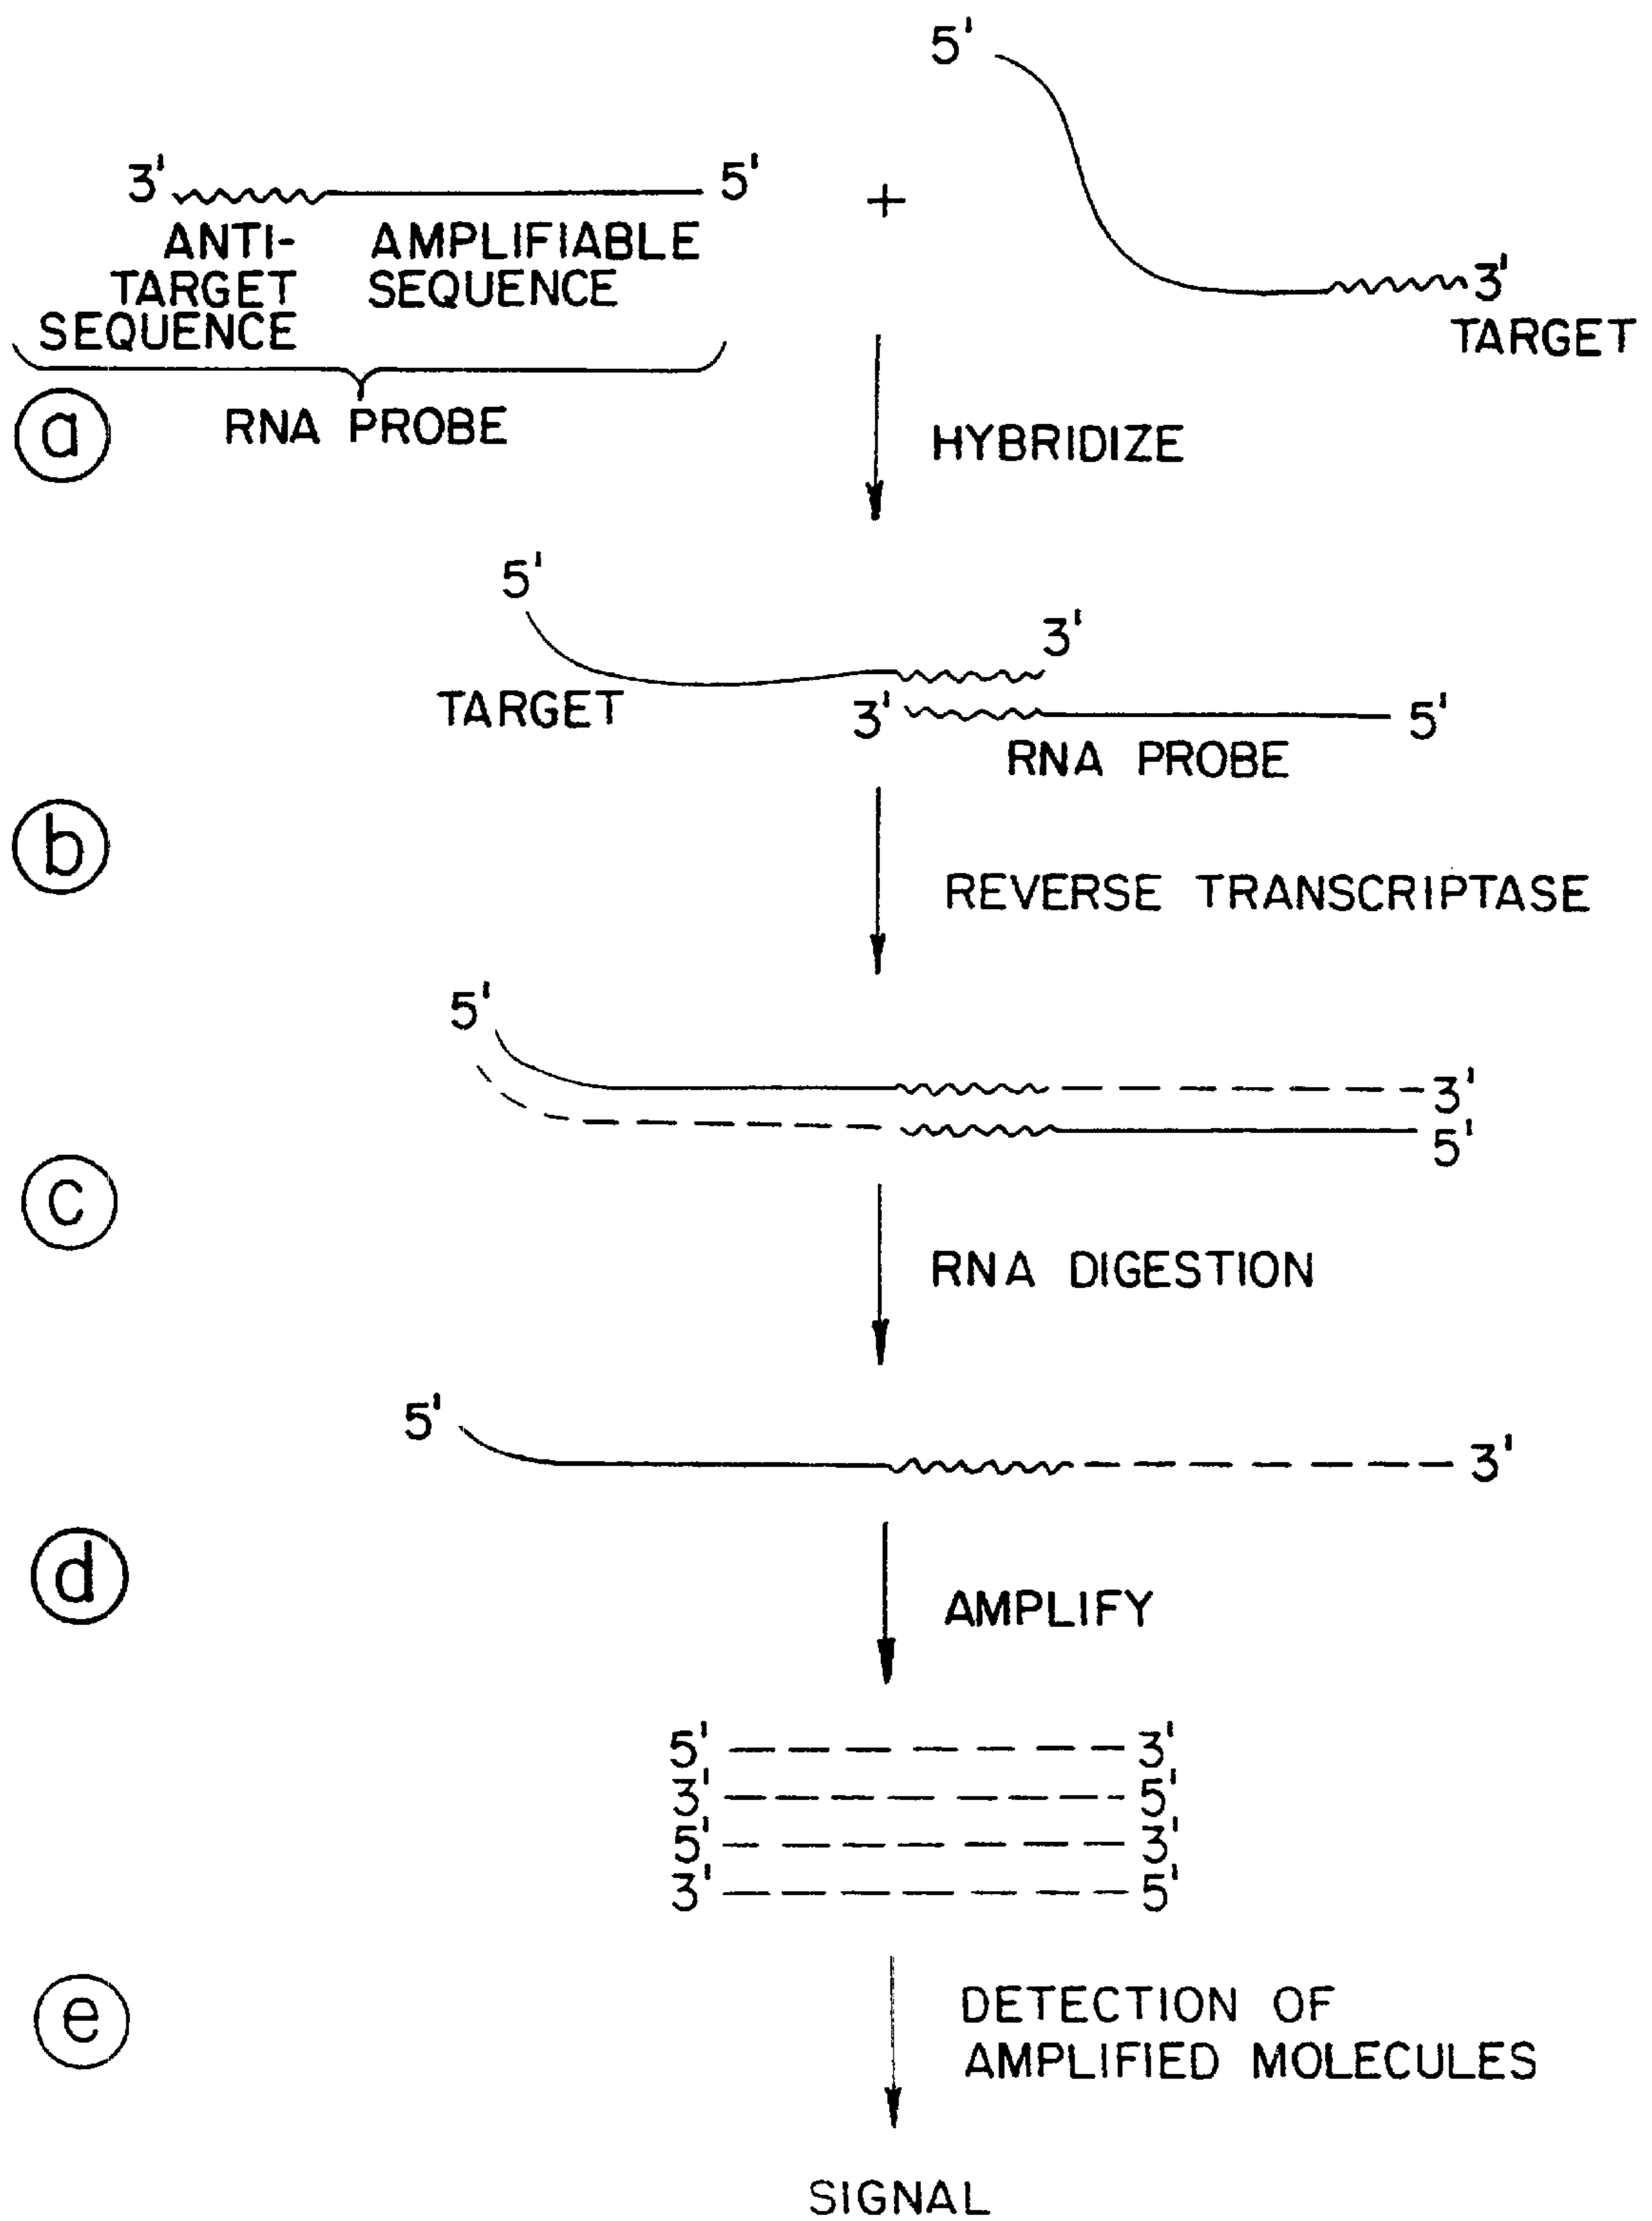 5'
3' 5'
+
ANTI- AMPLIFIABLE
TARGET SEQUENCE
SEQUENCE
3'
TARGET
RNA PROBE
a
HYBRIDIZE
5'
3'
TARGET
3' 5'
RNA PROBE
b
REVERSE TRANSCRIPTASE
5'
3'
5'
c
RNA DIGESTION
5'
3'
d
AMPLIFY
5' 3'
3' 5'
5' 3'
3' 5'
e
DETECTION OF
AMPLIFIED MOLECULES
SIGNAL